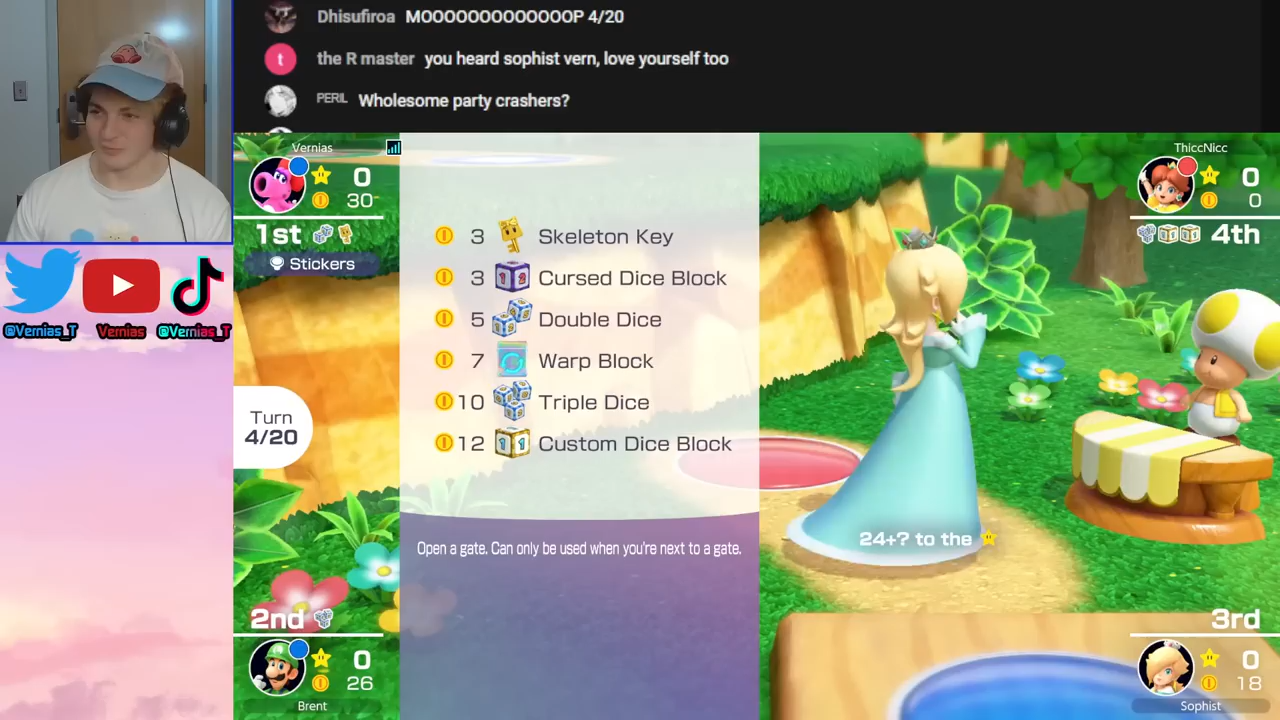 Dhisufiroa MOOOOOOOOOOOOOP 4/20
the R master you heard sophist vern, love yourself too
PERIL Wholesome party crashers?
Vernias
0
30
1st
Stickers
ThiccNicc
0
0
4th
3 Skeleton Key
3 Cursed Dice Block
5 Double Dice
7 Warp Block
10 Triple Dice
12 Custom Dice Block
@Vernias_T
Vernias
@Vernias_T
Turn
4/20
Open a gate. Can only be used when you're next to a gate.
24+? to the
2nd
0
26
Brent
3rd
0
18
Sophist